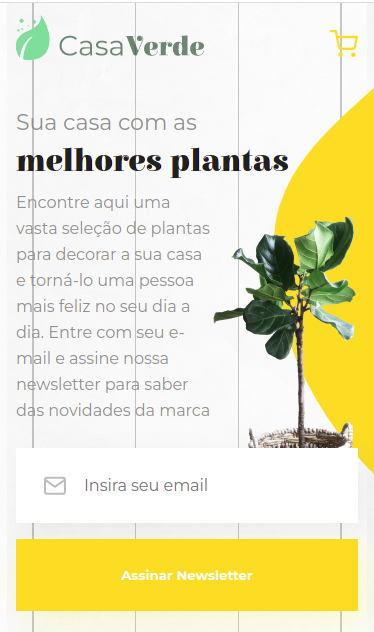 CasaVerde
Sua casa com as
melhores plantas
Encontre aqui uma
vasta seleção de plantas
para decorar a sua casa
e torná-lo uma pessoa
mais feliz no seu dia a
dia. Entre com seu e-
mail e assine nossa
newsletter para saber
das novidades da marca
Insira seu email
Assinar Newsletter